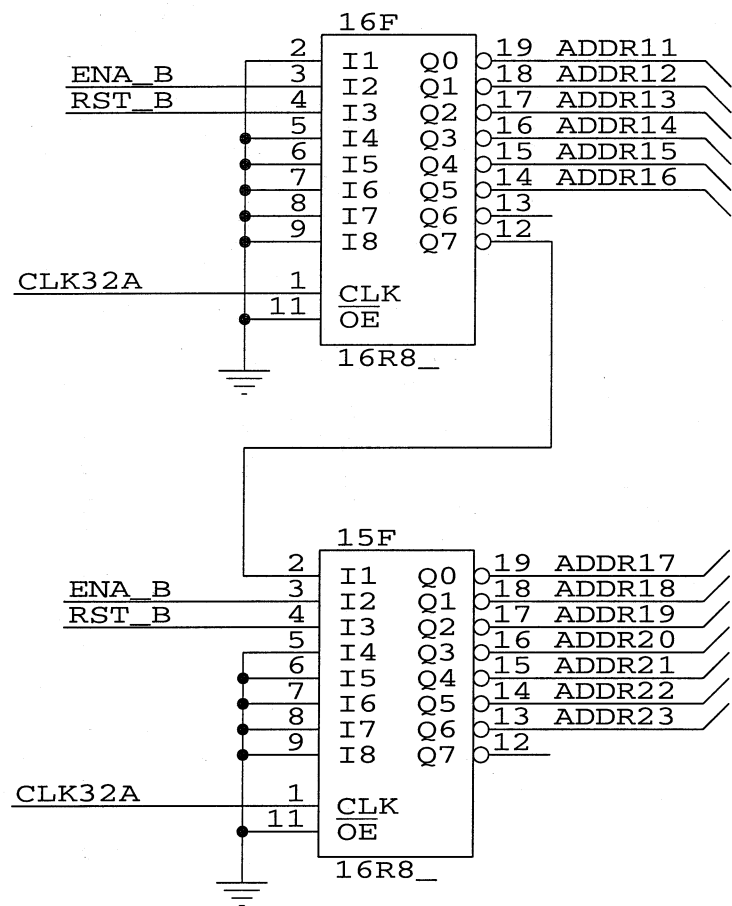 16F
2 I1 Q0 19 ADDR11
ENA_B 3 I2 Q1 18 ADDR12
RST_B 4 I3 Q2 17 ADDR13
5 I4 Q3 16 ADDR14
6 I5 Q4 15 ADDR15
7 I6 Q5 14 ADDR16
8 I7 Q6 13
9 I8 Q7 12
CLK32A 1 CLK
11 OE
16R8_
15F
2 I1 Q0 19 ADDR17
ENA_B 3 I2 Q1 18 ADDR18
RST_B 4 I3 Q2 17 ADDR19
5 I4 Q3 16 ADDR20
6 I5 Q4 15 ADDR21
7 I6 Q5 14 ADDR22
8 I7 Q6 13 ADDR23
9 I8 Q7 12
CLK32A 1 CLK
11 OE
16R8_